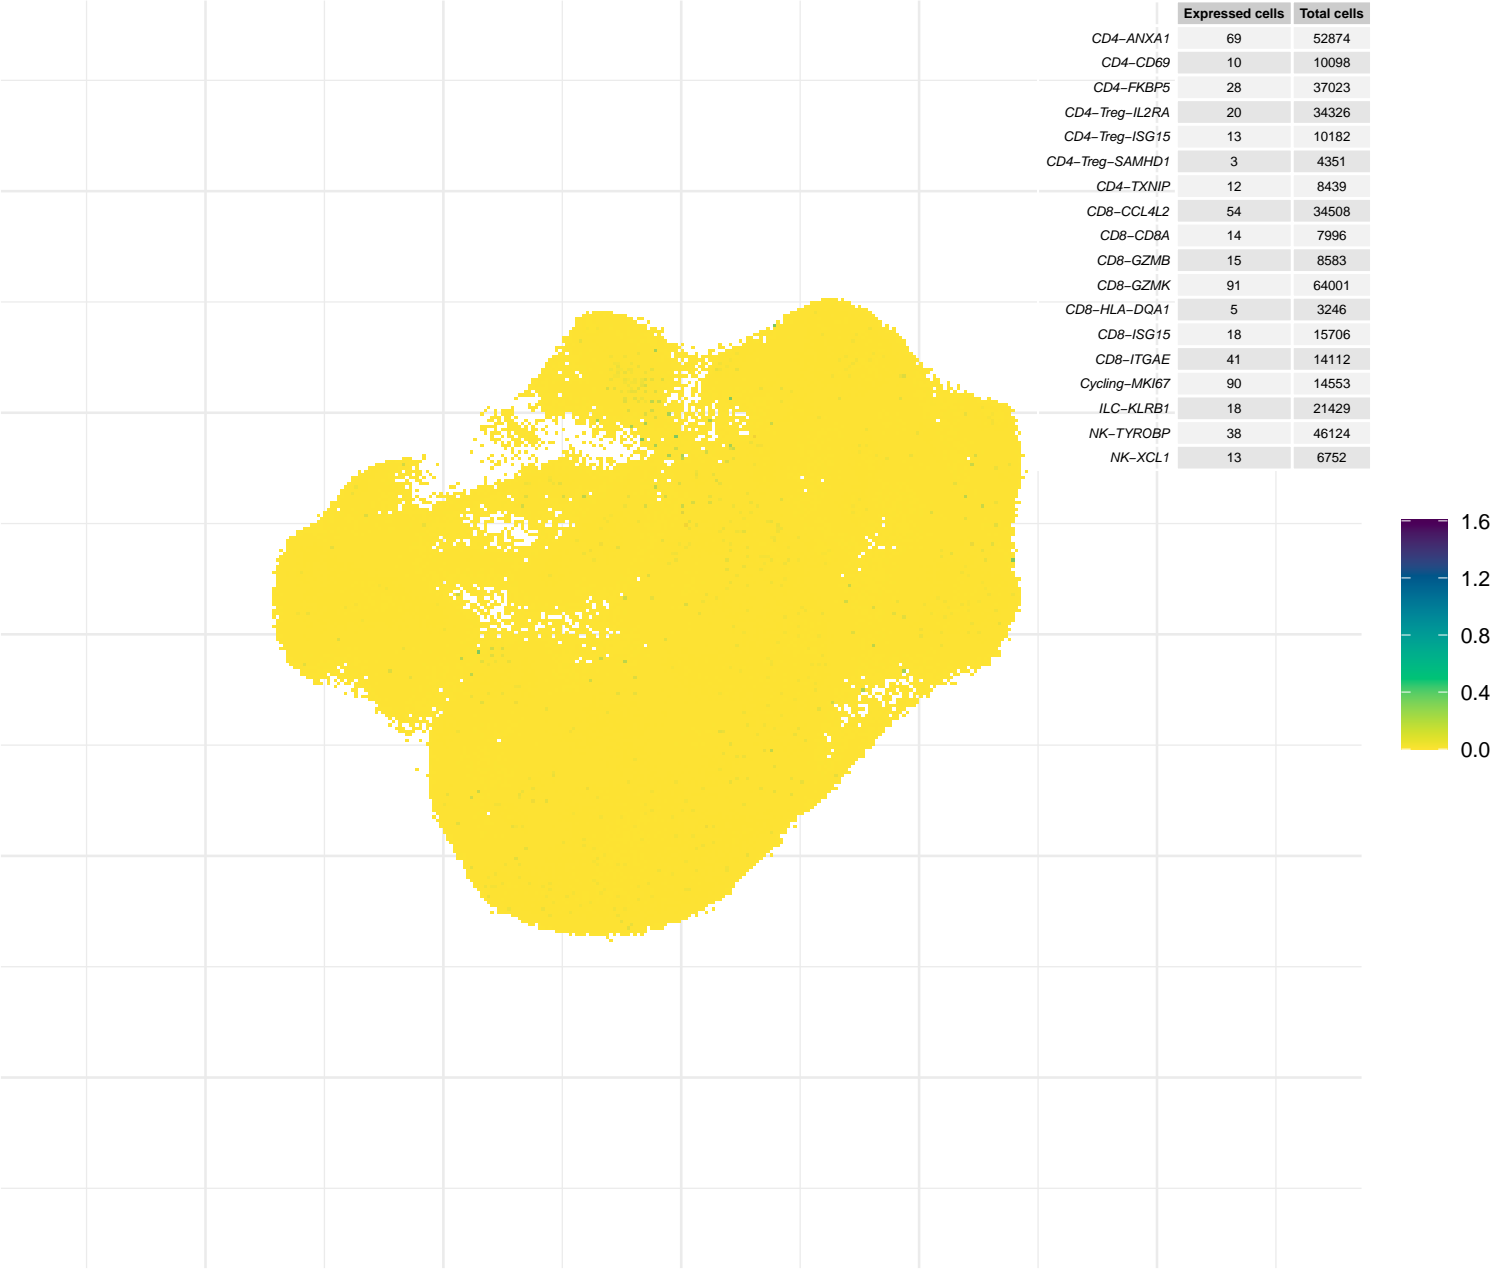 Expressed cells Total cells
CD4−ANXA1 69 52874
CD4−CD69 10 10098
CD4−FKBP5 28 37023
CD4−Treg−IL2RA 20 34326
CD4−Treg−ISG15 13 10182
CD4−Treg−SAMHD1 3 4351
CD4−TXNIP 12 8439
CD8−CCL4L2 54 34508
CD8−CD8A 14 7996
CD8−GZMB 15 8583
CD8−GZMK 91 64001
CD8−HLA−DQA1 5 3246
CD8−ISG15 18 15706
CD8−ITGAE 41 14112
Cycling−MKI67 90 14553
ILC−KLRB1 18 21429
NK−TYROBP 38 46124
NK−XCL1 13 6752
1.6
1.2
0.8
0.4
0.0